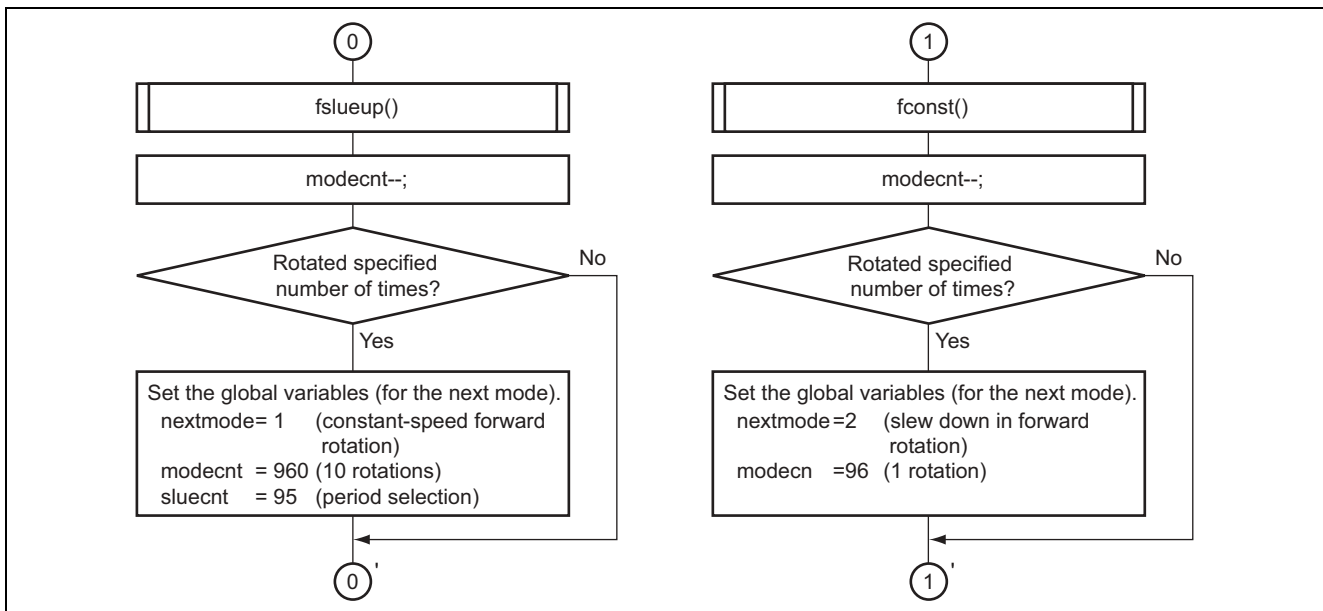 0
fslueup()
modecnt--;
Rotated specified
number of times?
No
Yes
Set the global variables (for the next mode).
nextmode= 1 (constant-speed forward
rotation)
modecnt = 960 (10 rotations)
sluecnt = 95 (period selection)
0 '
1
fconst()
modecnt--;
Rotated specified
number of times?
No
Yes
Set the global variables (for the next mode).
nextmode =2 (slew down in forward
rotation)
modecn =96 (1 rotation)
1 '